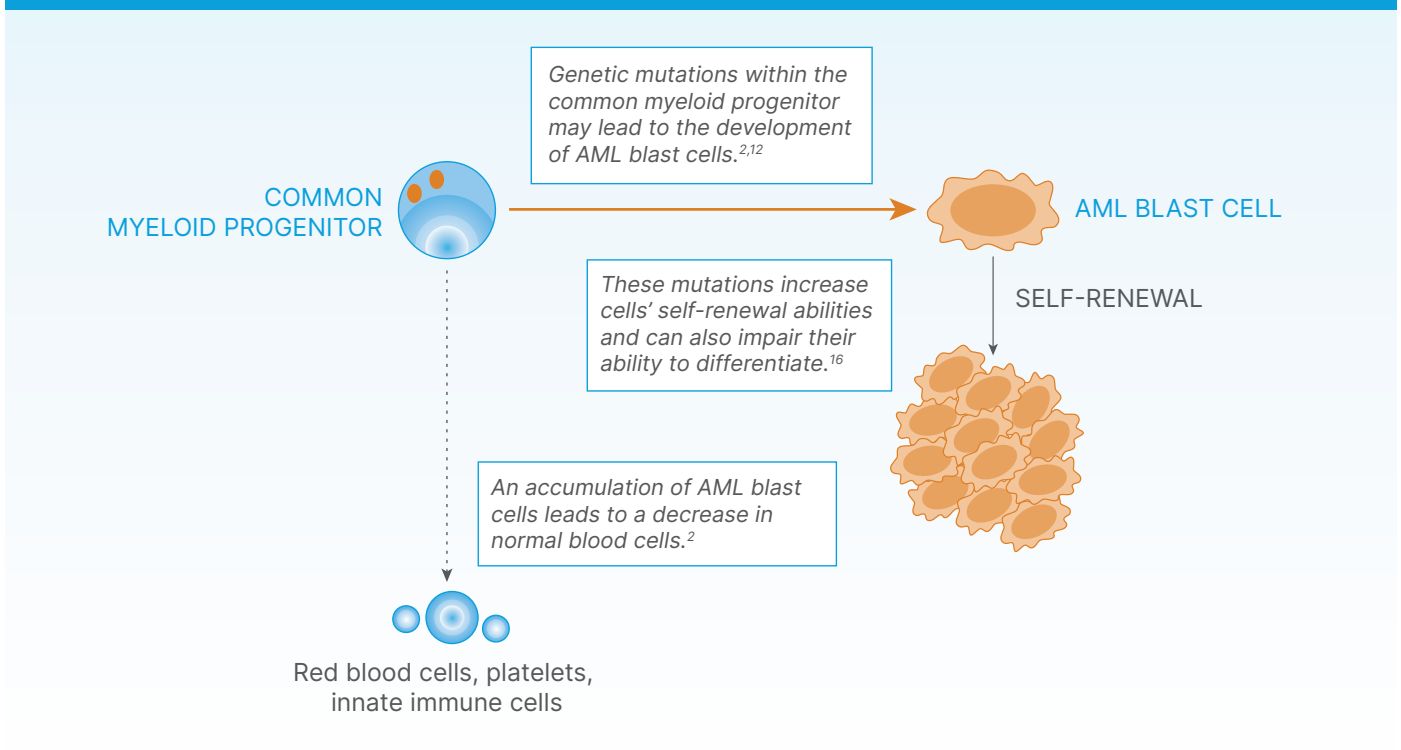 Genetic mutations within the
common myeloid progenitor
may lead to the development
of AML blast cells.2,12
COMMON
MYELOID PROGENITOR
AML BLAST CELL
These mutations increase
cells’ self-renewal abilities
and can also impair their
ability to differentiate.16
SELF-RENEWAL
An accumulation of AML blast
cells leads to a decrease in
normal blood cells.2
Red blood cells, platelets,
innate immune cells